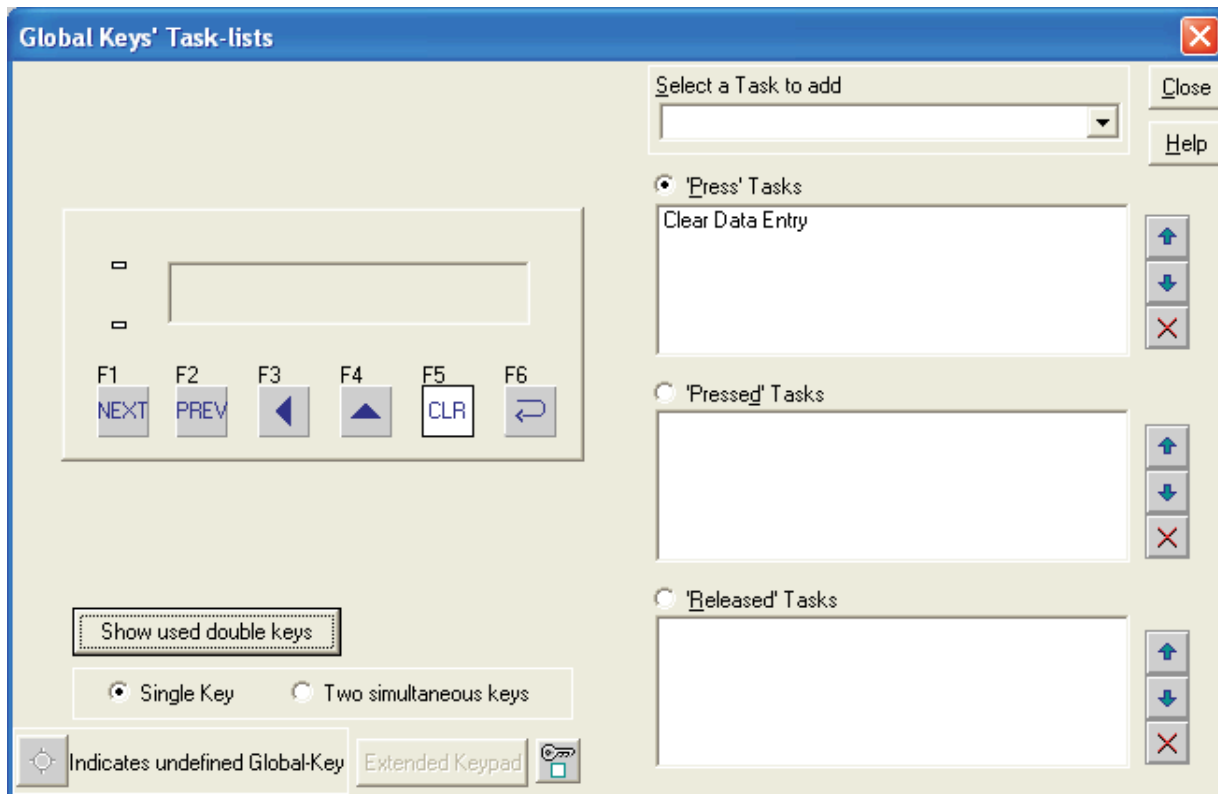 Global Keys' Task-lists
Select a Task to add
Close
Help
'Press' Tasks
Clear Data Entry
F1 F2 F3 F4 F5 F6
NEXT PREV CLR
'Pressed' Tasks
'Released' Tasks
Show used double keys
Single Key Two simultaneous keys
Indicates undefined Global-Key Extended Keypad